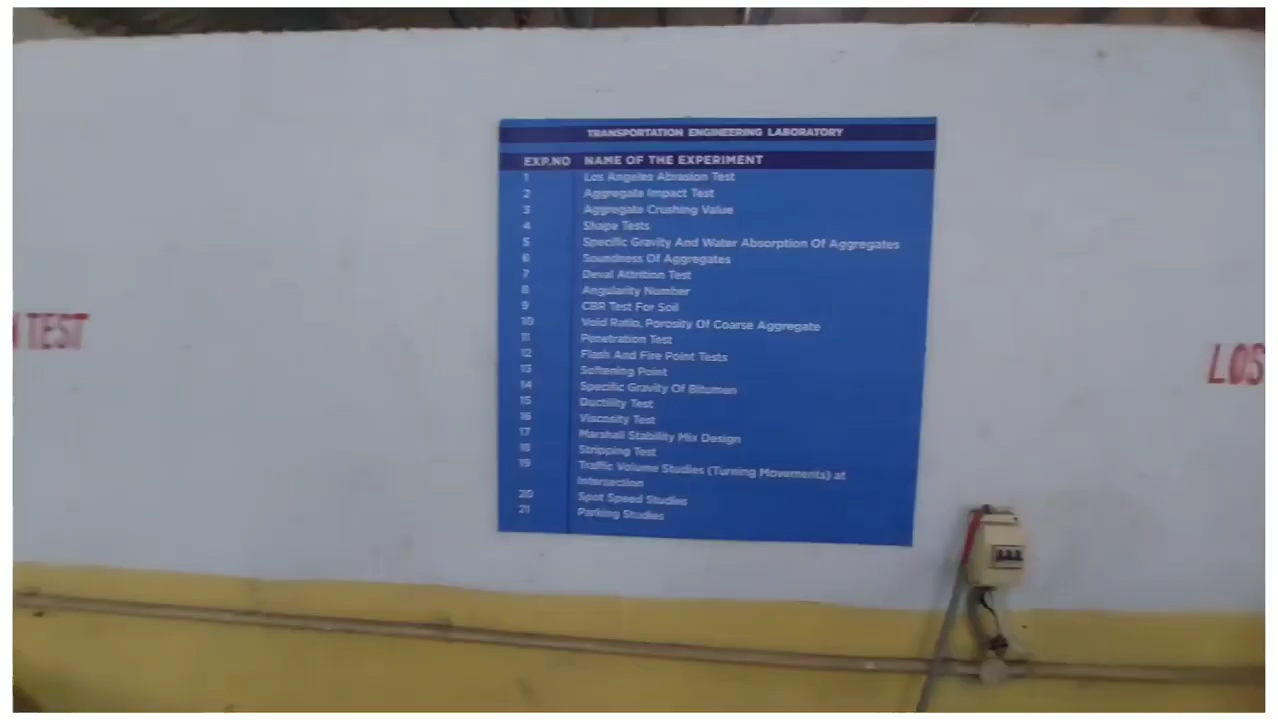 TRANSPORTATION ENGINEERING LABORATORY
EXP.NO NAME OF THE EXPERIMENT
1 Los Angeles Abrasion Test
2 Aggregate Impact Test
3 Aggregate Crushing Value
4 Shape Tests
5 Specific Gravity And Water Absorption Of Aggregates
6 Soundness Of Aggregates
7 Deval Attrition Test
8 Angularity Number
9 CBR Test For Soil
10 Void Ratio, Porosity Of Coarse Aggregate
11 Penetration Test
12 Flash And Fire Point Tests
13 Softening Point
14 Specific Gravity Of Bitumen
15 Ductility Test
16 Viscosity Test
17 Marshall Stability Mix Design
18 Stripping Test
19 Traffic Volume Studies (Turning Movements) at
Intersection
20 Spot Speed Studies
21 Parking Studies
TEST
LOS